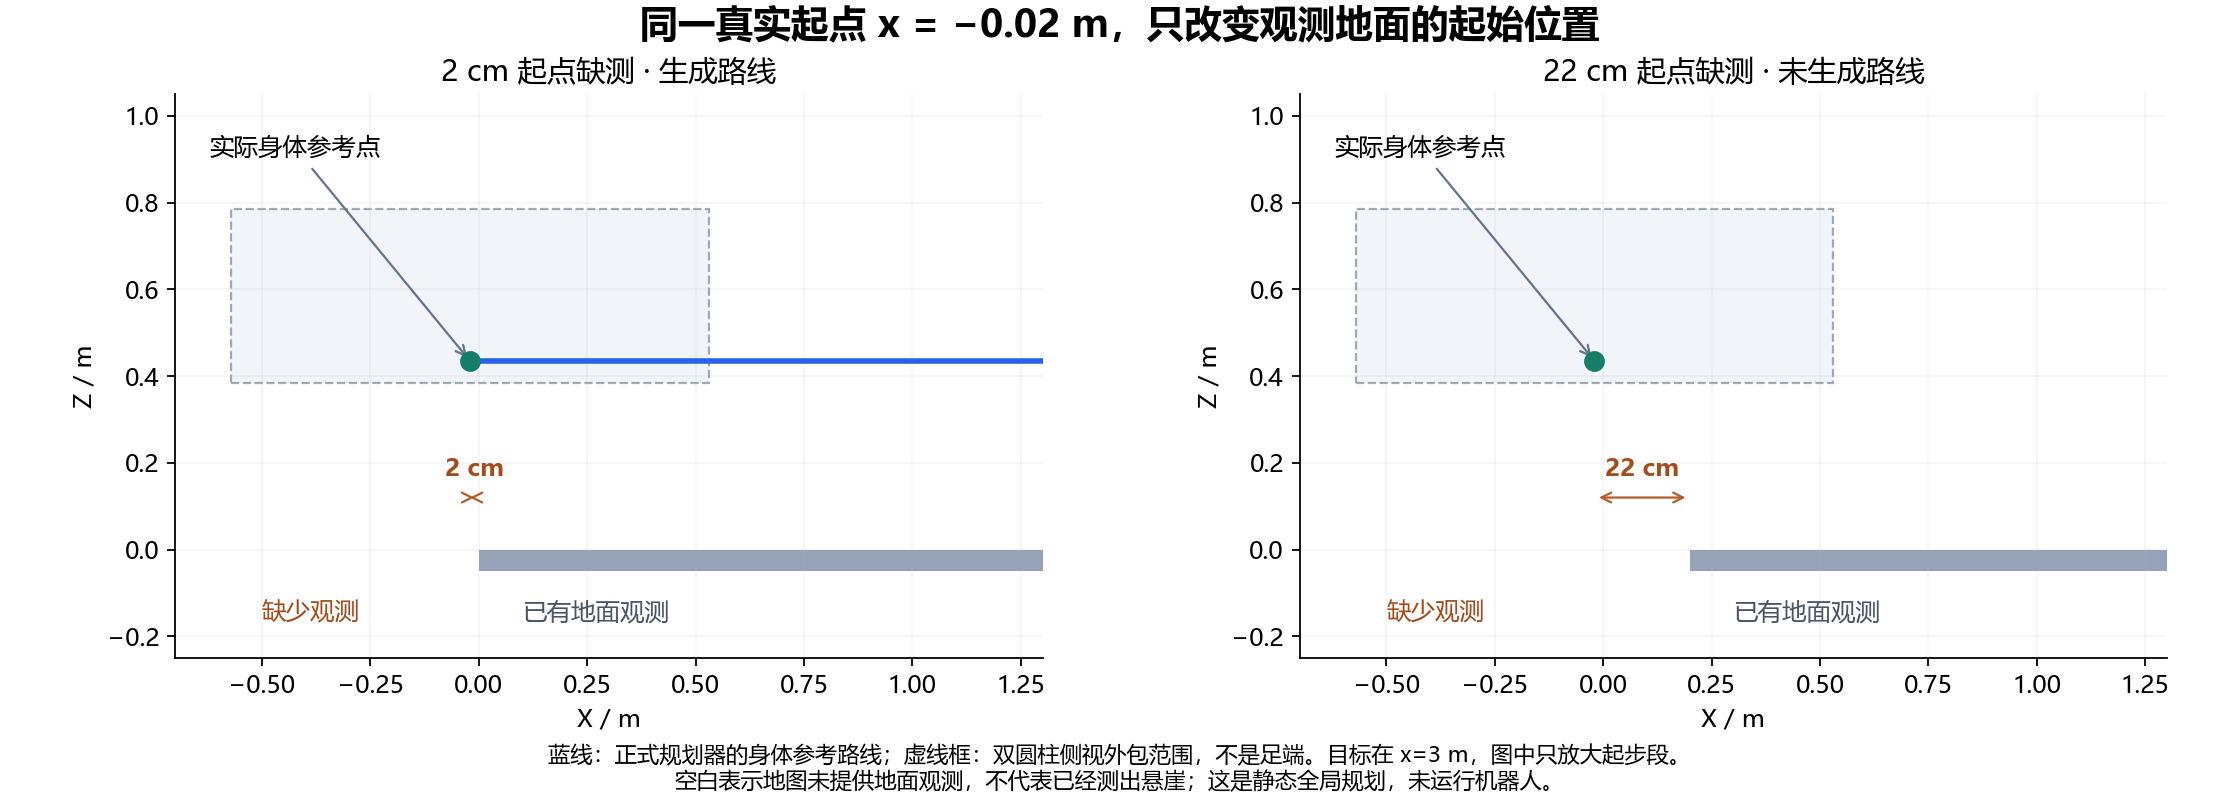 同一真实起点 x = −0.02 m，只改变观测地面的起始位置
2 cm 起点缺测 · 生成路线
1.0
0.8
0.6
0.4
0.2
0.0
−0.2
Z / m
实际身体参考点
2 cm
缺少观测
已有地面观测
−0.50
−0.25
0.00
0.25
0.50
0.75
1.00
1.25
X / m
22 cm 起点缺测 · 未生成路线
1.0
0.8
0.6
0.4
0.2
0.0
−0.2
Z / m
实际身体参考点
22 cm
缺少观测
已有地面观测
−0.50
−0.25
0.00
0.25
0.50
0.75
1.00
1.25
X / m
蓝线：正式规划器的身体参考路线；虚线框：双圆柱侧视外包范围，不是足端。目标在 x=3 m，图中只放大起步段。
空白表示地图未提供地面观测，不代表已经测出悬崖；这是静态全局规划，未运行机器人。